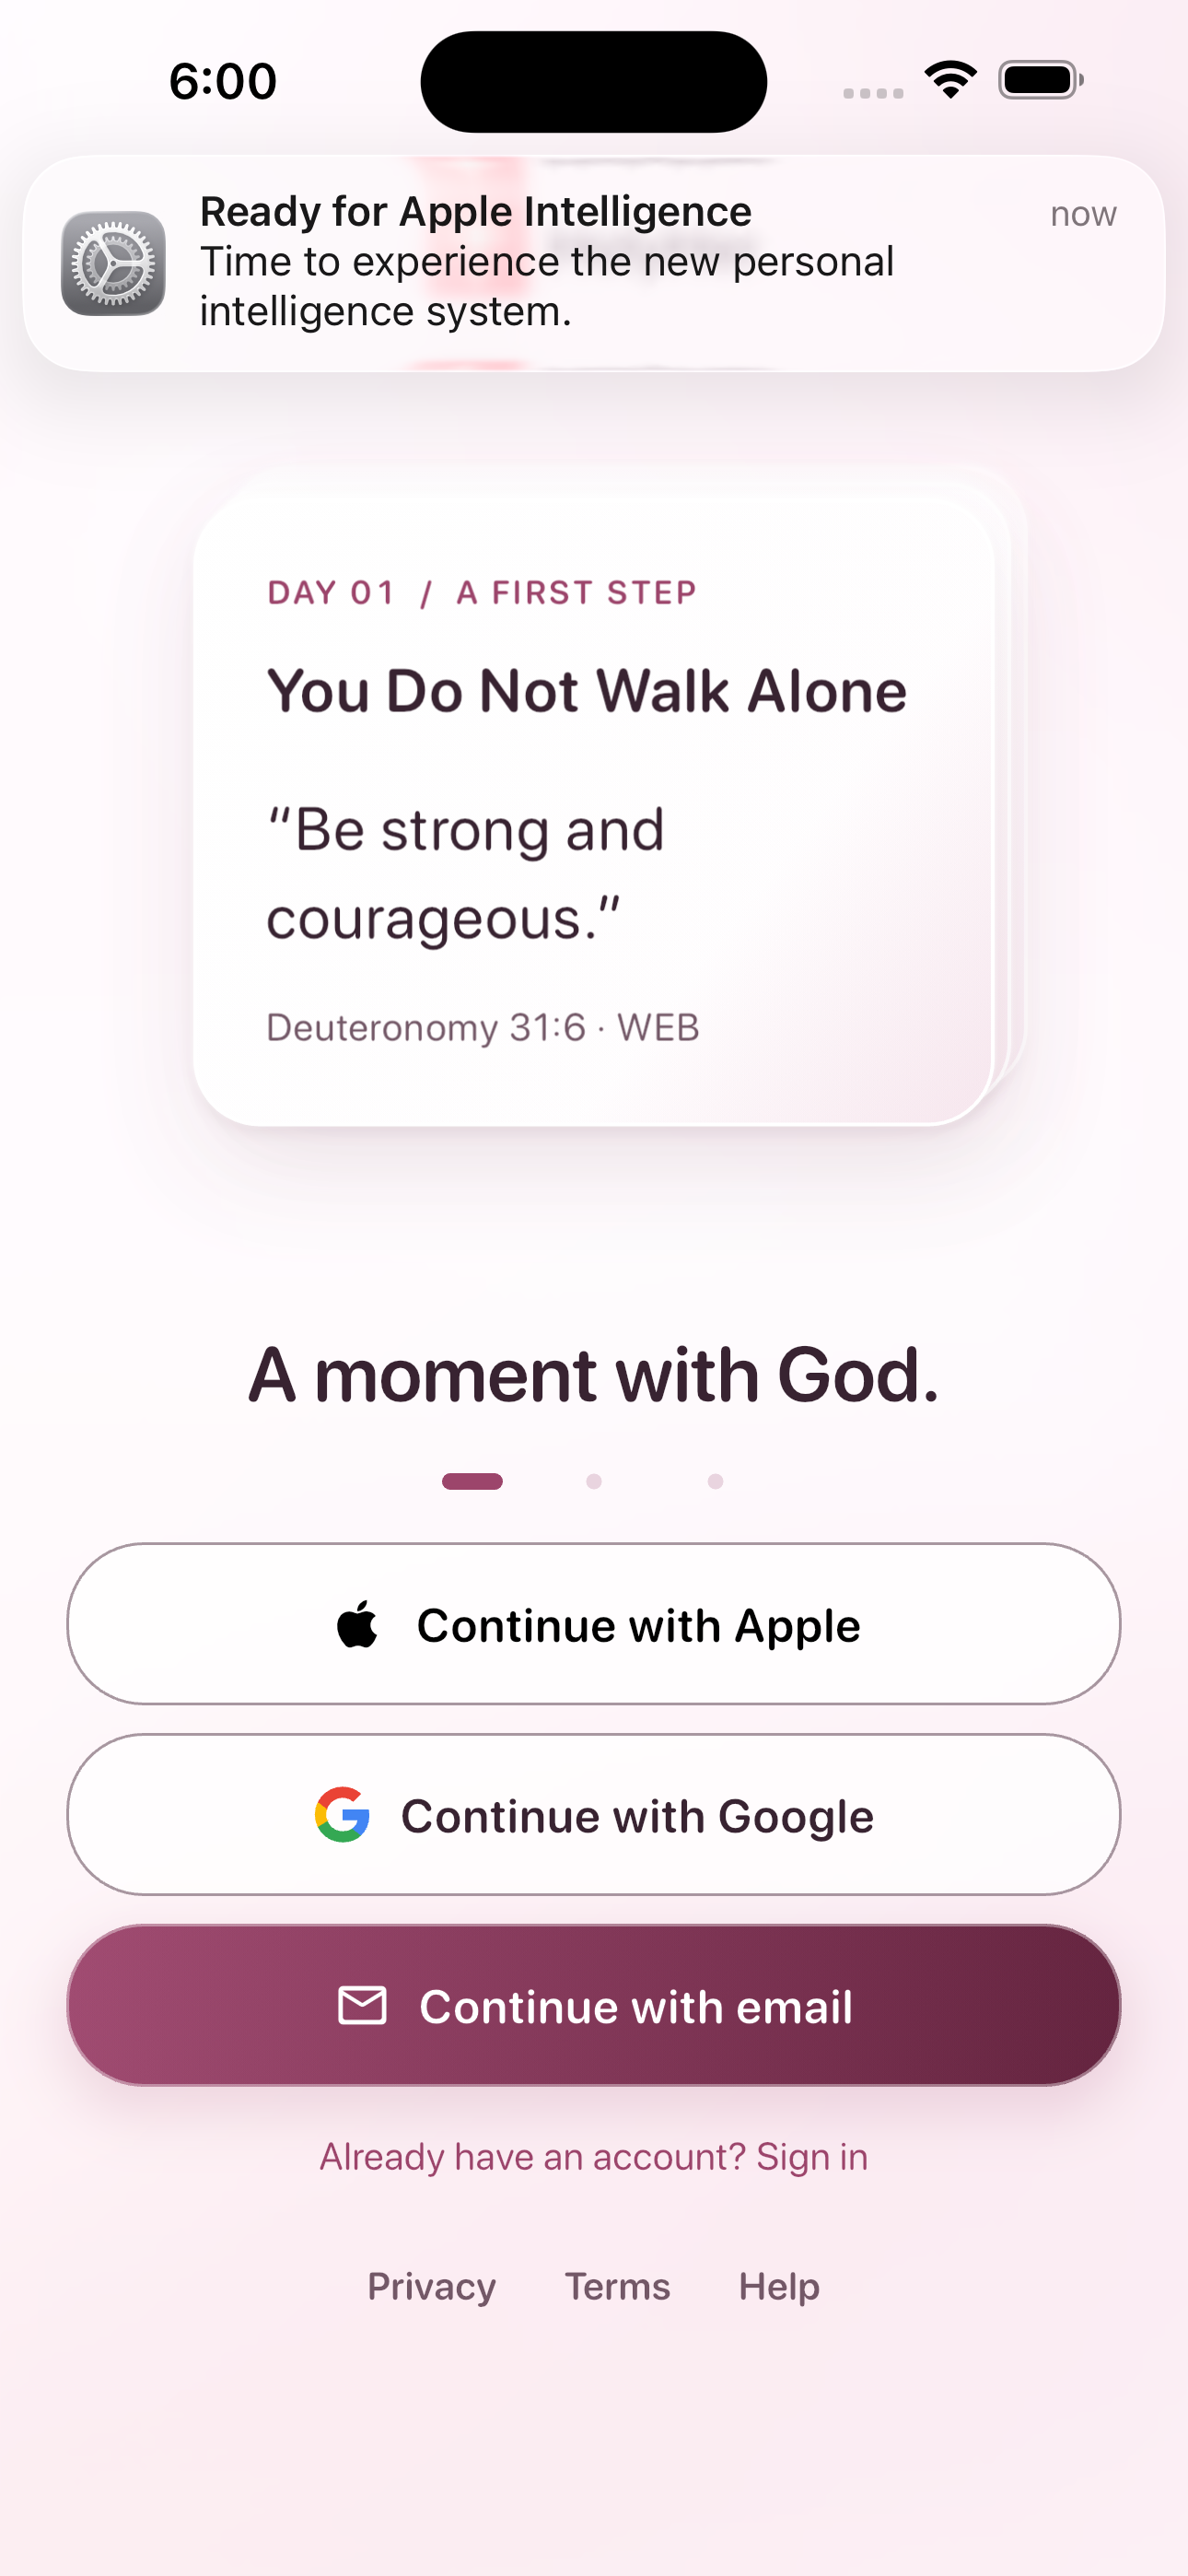 6:00
Ready for Apple Intelligence
now
Time to experience the new personal
intelligence system.
DAY 01 / A FIRST STEP
You Do Not Walk Alone
“Be strong and
courageous.”
Deuteronomy 31:6 · WEB
A moment with God.
Continue with Apple
Continue with Google
Continue with email
Already have an account? Sign in
Privacy Terms Help